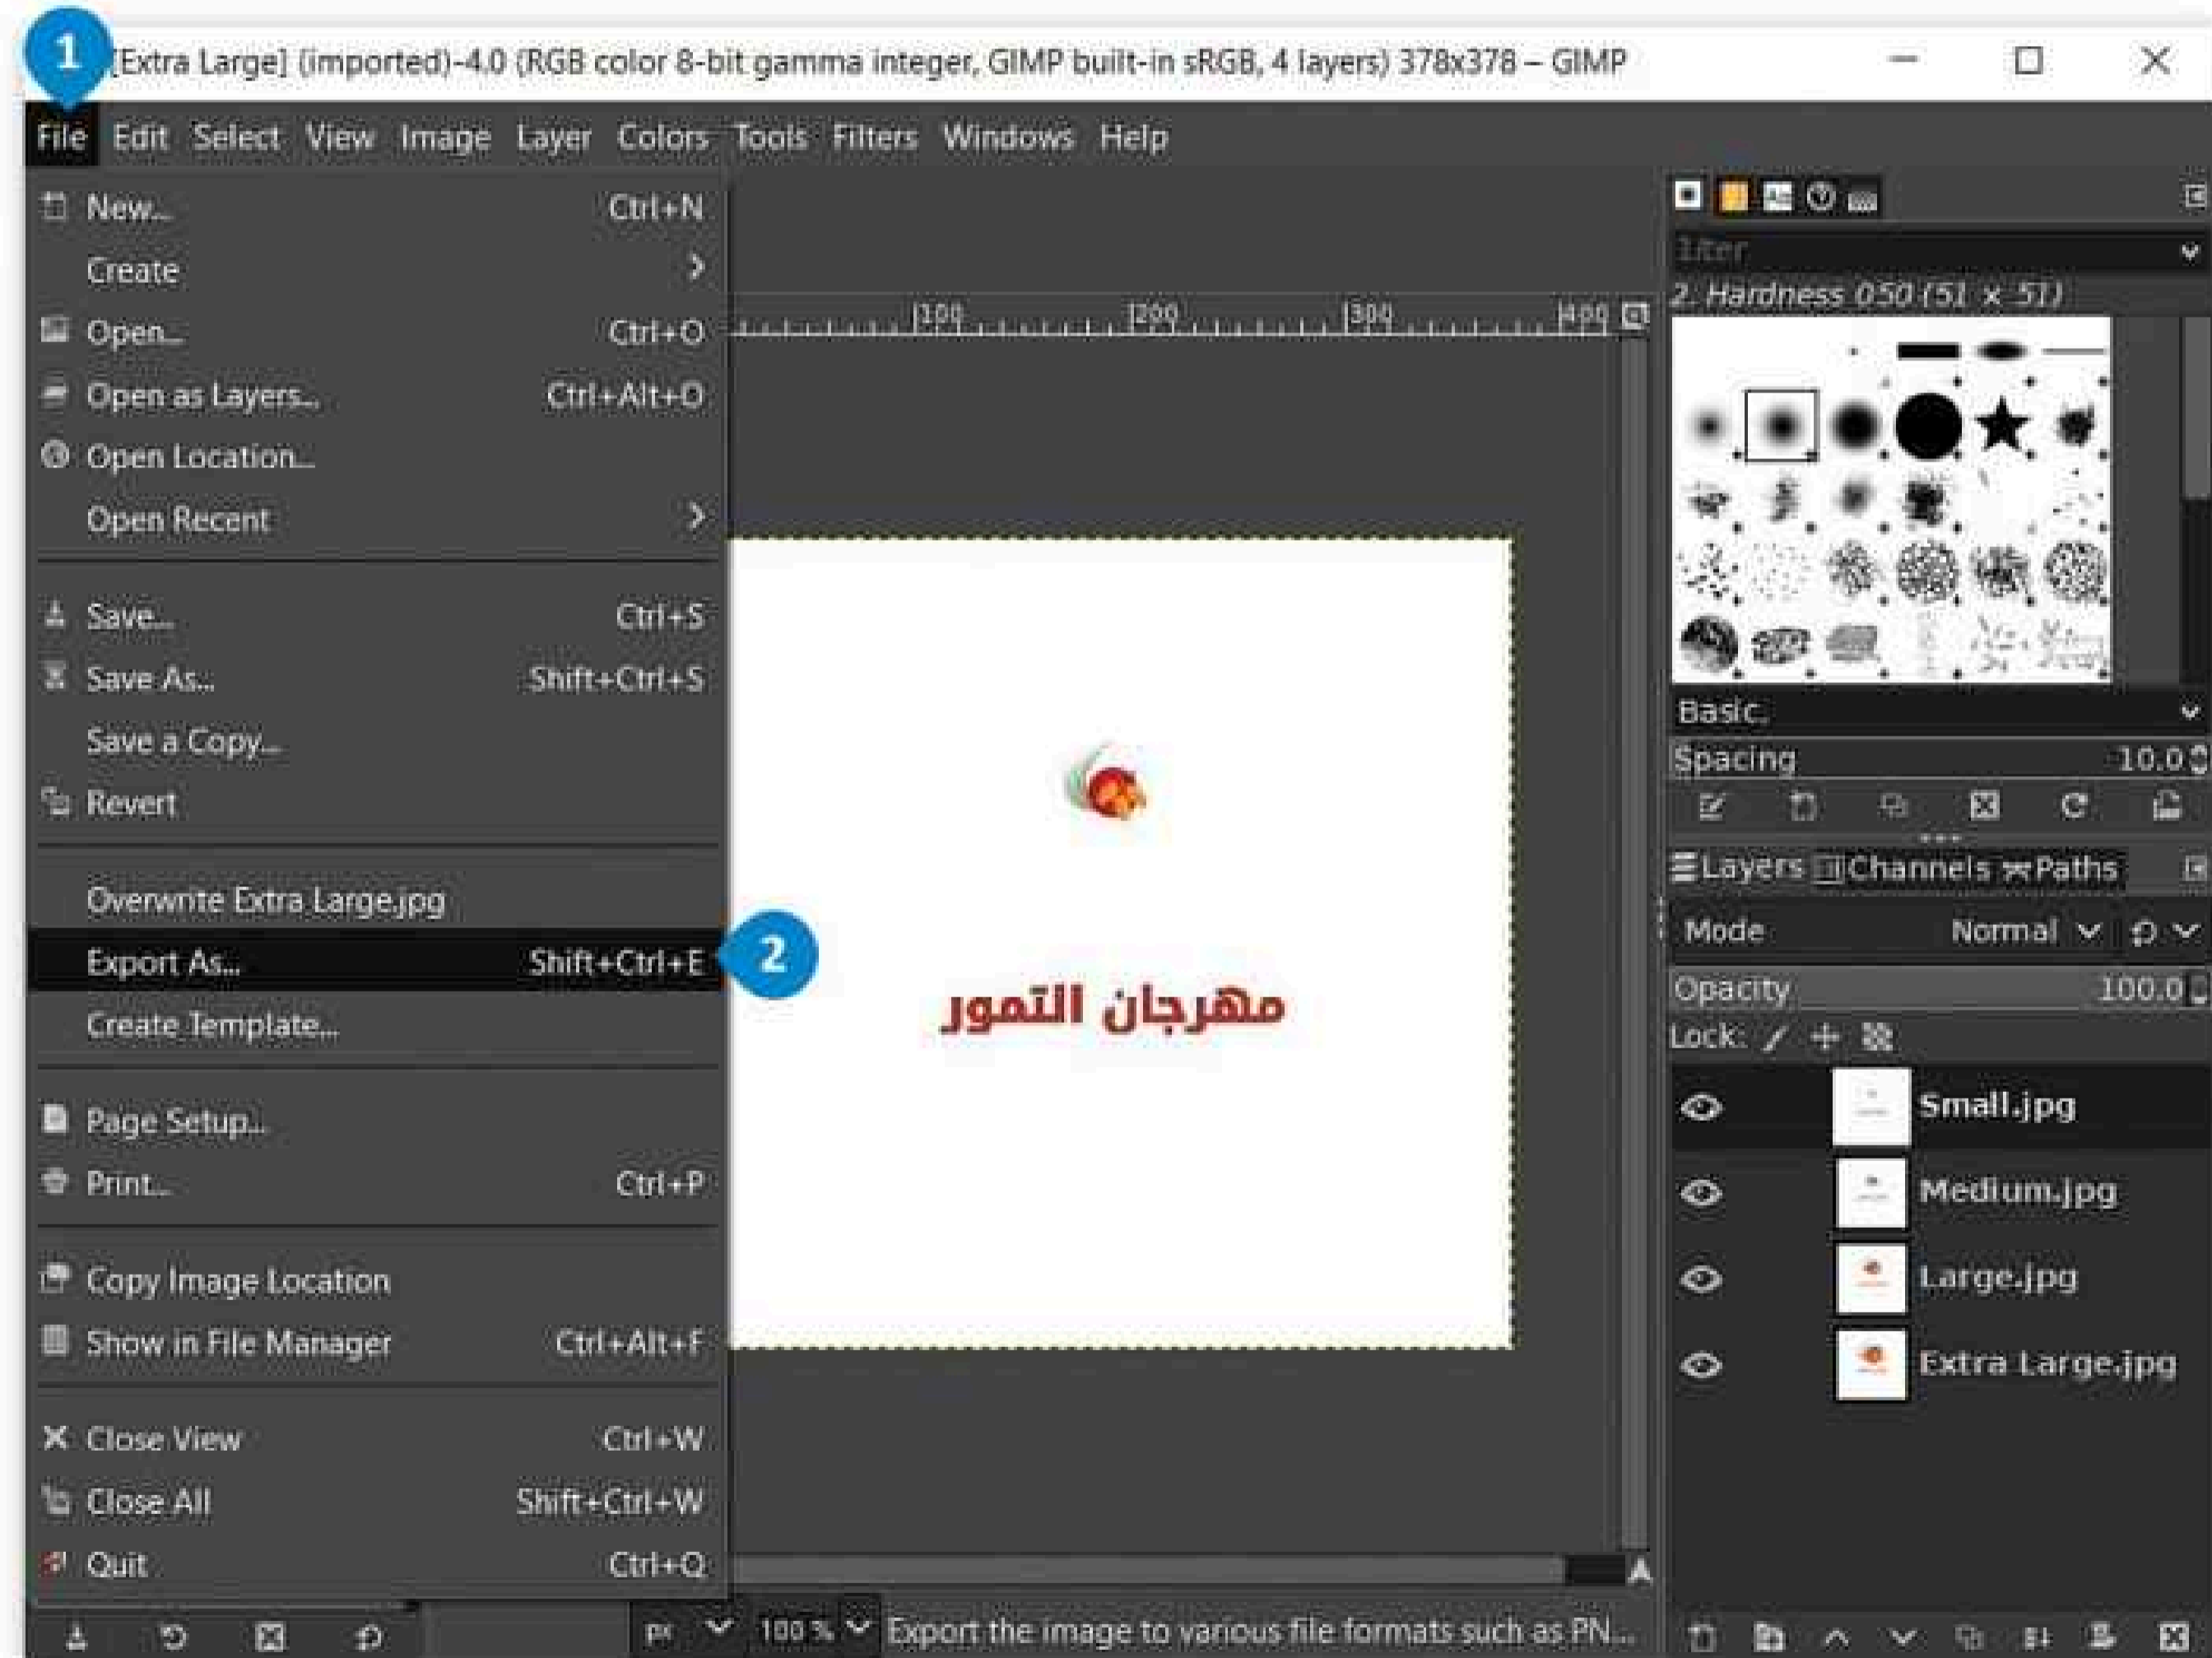 1
[Extra Large] (imported)-4.0 (RGB color 8-bit gamma integer, GIMP built-in sRGB, 4 layers) 378x378 – GIMP
File Edit Select View Image Layer Colors Tools Filters Windows Help
New... Ctrl+N
Create
Open... Ctrl+O
Open as Layers... Ctrl+Alt+O
Open Location...
Open Recent
Save... Ctrl+S
Save As... Shift+Ctrl+S
Save a Copy...
Revert
Overwrite Extra Large.jpg
Export As... Shift+Ctrl+E
2
Create Template...
Page Setup...
Print... Ctrl+P
Copy Image Location
Show in File Manager Ctrl+Alt+F
Close View Ctrl+W
Close All Shift+Ctrl+W
Quit Ctrl+Q
100 200 300 400
مهرجان التمور
px 100 % Export the image to various file formats such as PN...
2. Hardness 050 (51 x 51)
Basic,
Spacing 10.0
Layers Channels Paths
Mode Normal
Opacity 100.0
Lock:
Small.jpg
Medium.jpg
Large.jpg
Extra Large.jpg